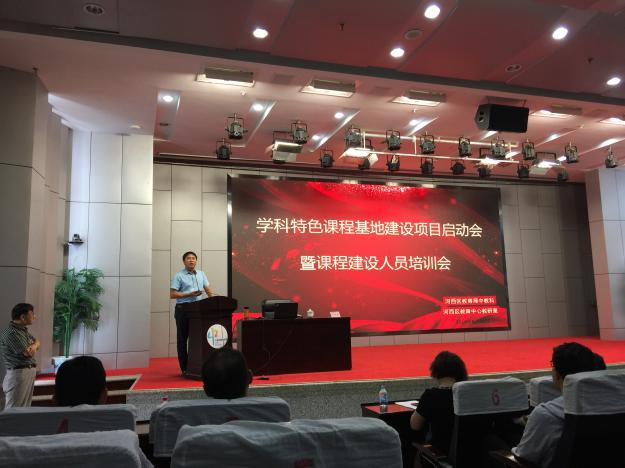 学科特色课程基地建设项目启动会
暨课程建设人员培训会
河西区教育局中教科
河西区教育中心教研室
6